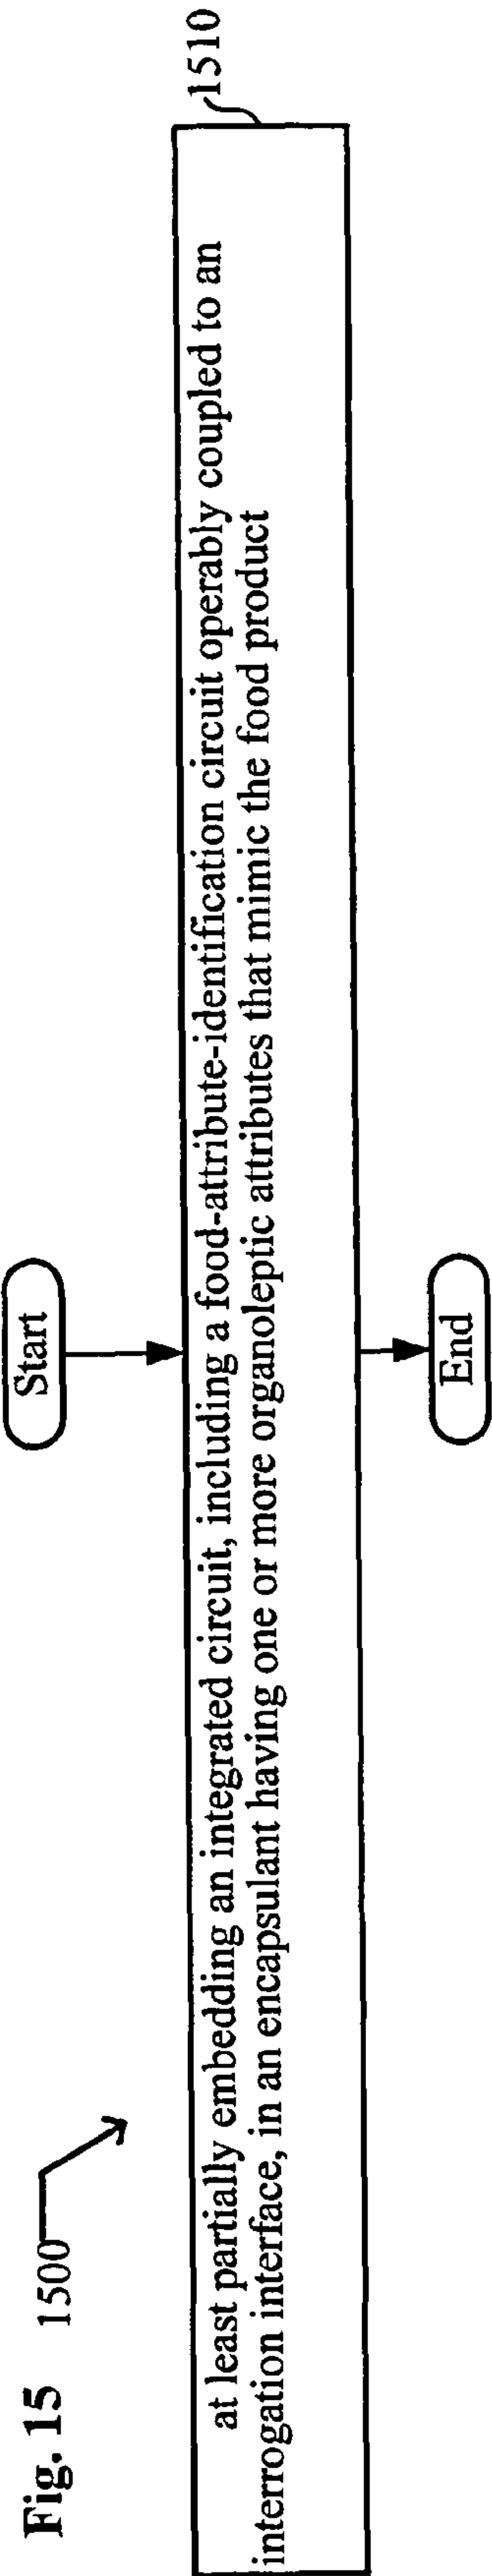 Fig. 15
1500
Start
at least partially embedding an integrated circuit, including a food-attribute-identification circuit operably coupled to an
interrogation interface, in an encapsulant having one or more organoleptic attributes that mimic the food product
1510
End